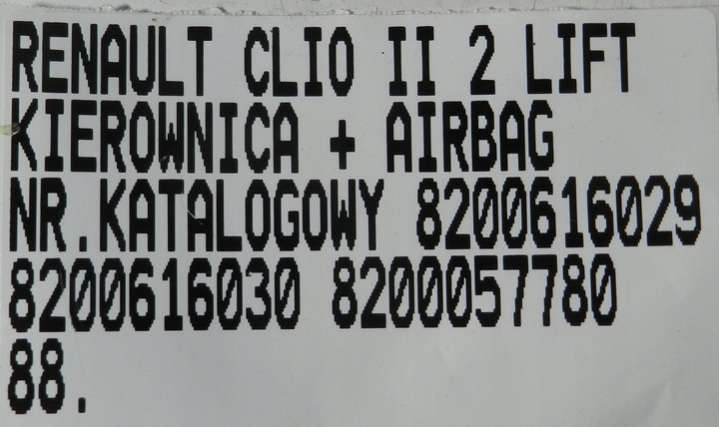 RENAULT CLIO II 2 LIFT
KIEROWNICA + AIRBAG
NR.KATALOGOWY 8200616029
8200616030 8200057780
88.